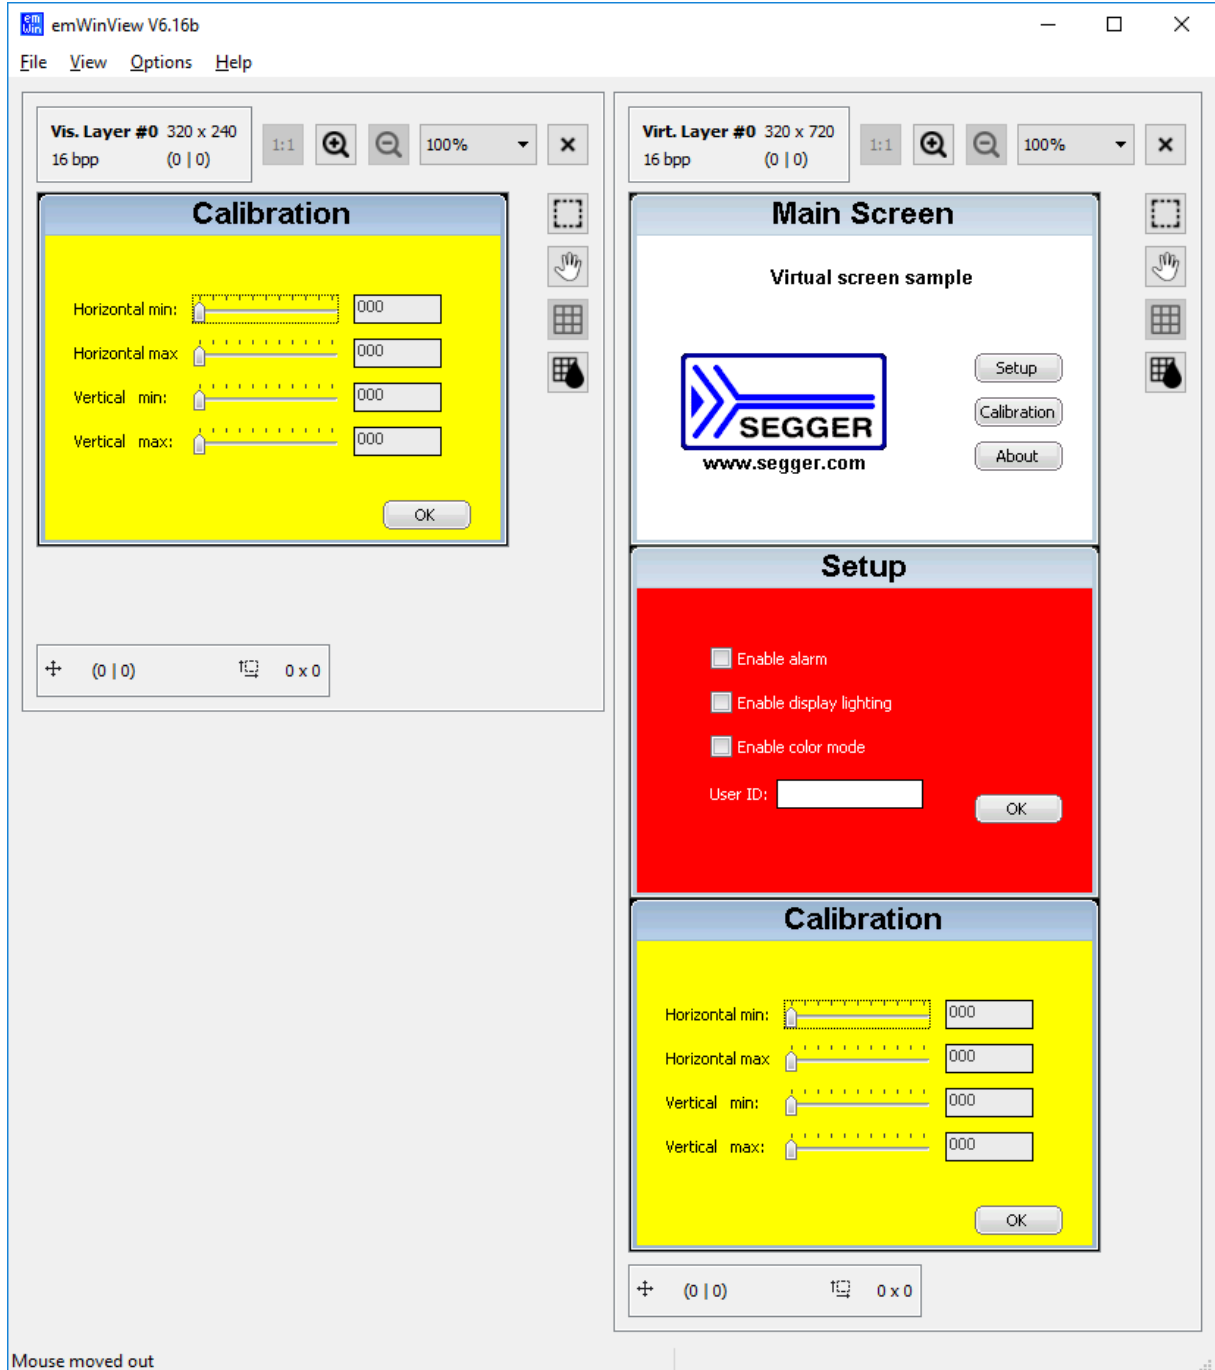 em
Win
emWinView V6.16b
File View Options Help
Vis. Layer #0 320 x 240
16 bpp (0 | 0)
1:1
100%
Calibration
Horizontal min: 000
Horizontal max 000
Vertical min: 000
Vertical max: 000
OK
(0 | 0) 0 x 0
Virt. Layer #0 320 x 720
16 bpp (0 | 0)
1:1
100%
Main Screen
Virtual screen sample
SEGGER
www.segger.com
Setup
Calibration
About
Setup
Enable alarm
Enable display lighting
Enable color mode
User ID:
OK
Calibration
Horizontal min: 000
Horizontal max 000
Vertical min: 000
Vertical max: 000
OK
(0 | 0) 0 x 0
Mouse moved out